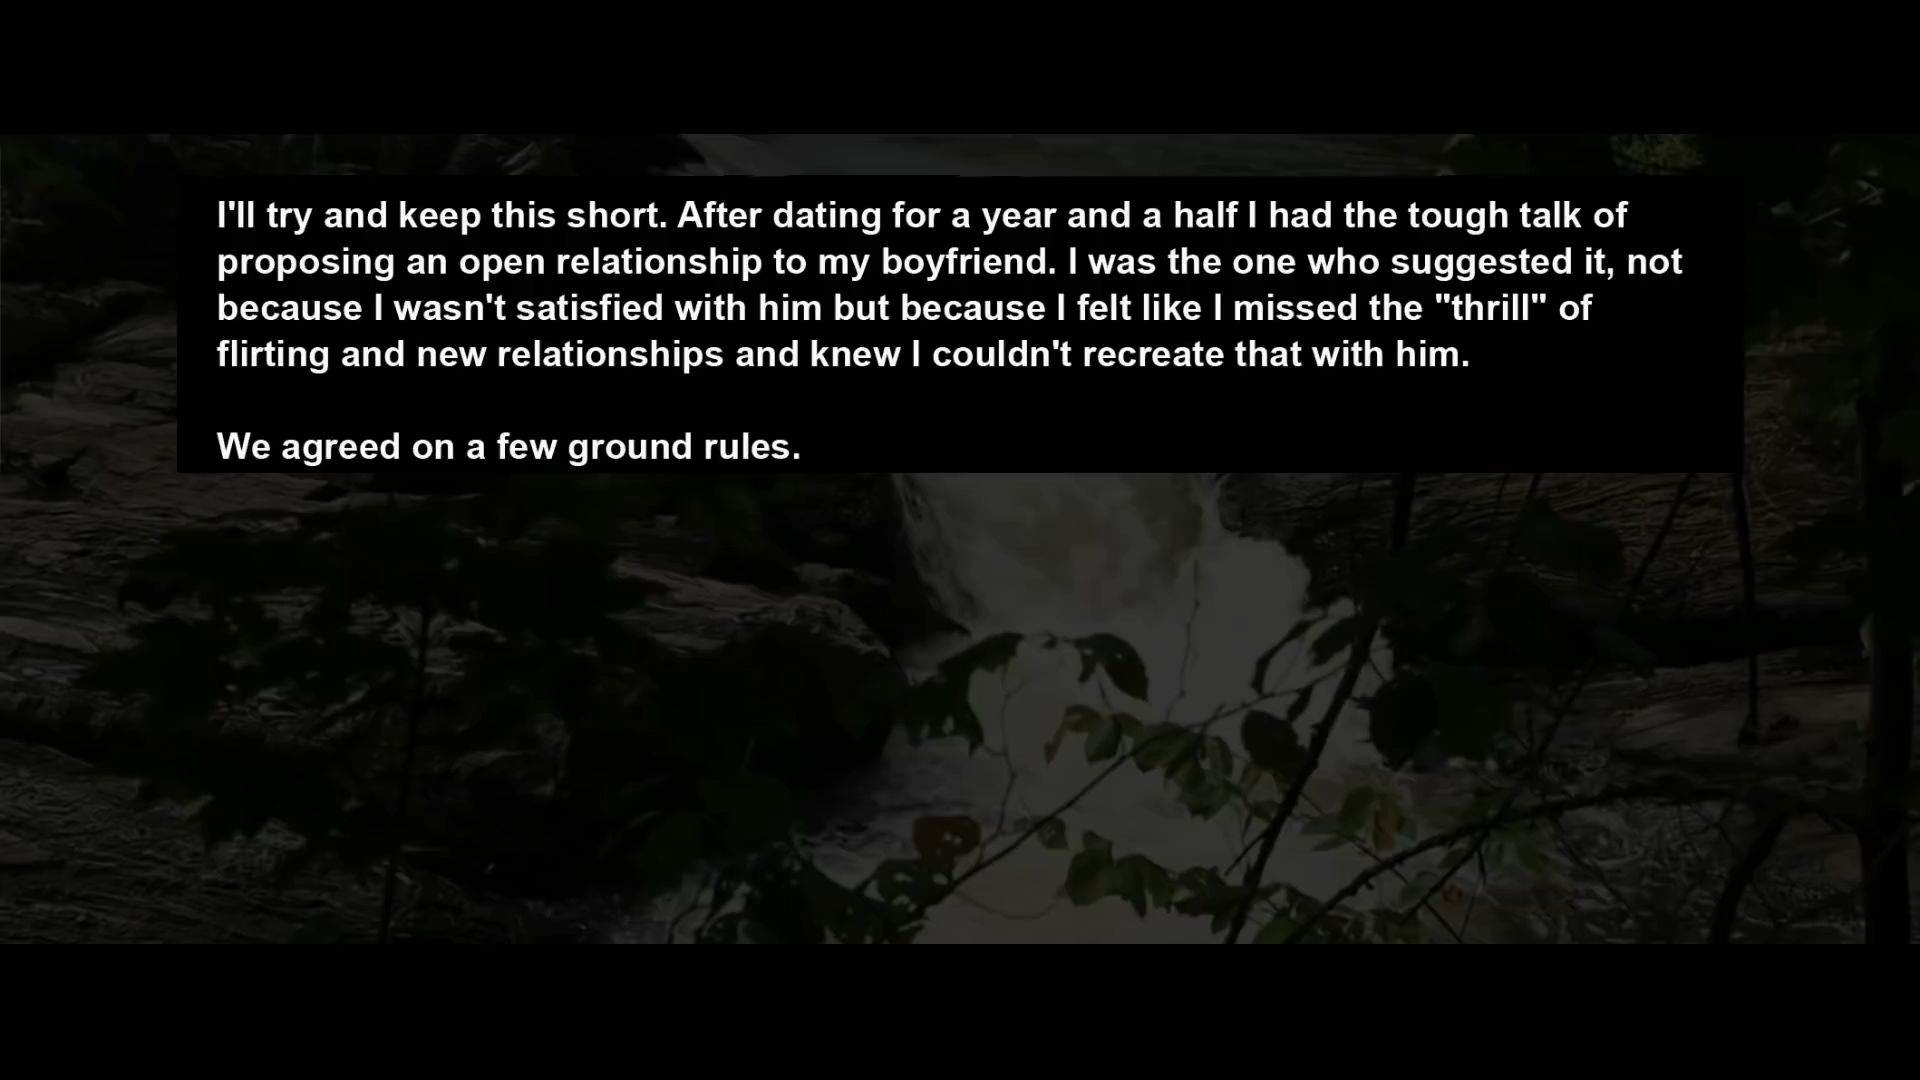 I'll try and keep this short. After dating for a year and a half I had the tough talk of
proposing an open relationship to my boyfriend. I was the one who suggested it, not
because I wasn't satisfied with him but because I felt like I missed the "thrill" of
flirting and new relationships and knew I couldn't recreate that with him.
We agreed on a few ground rules.